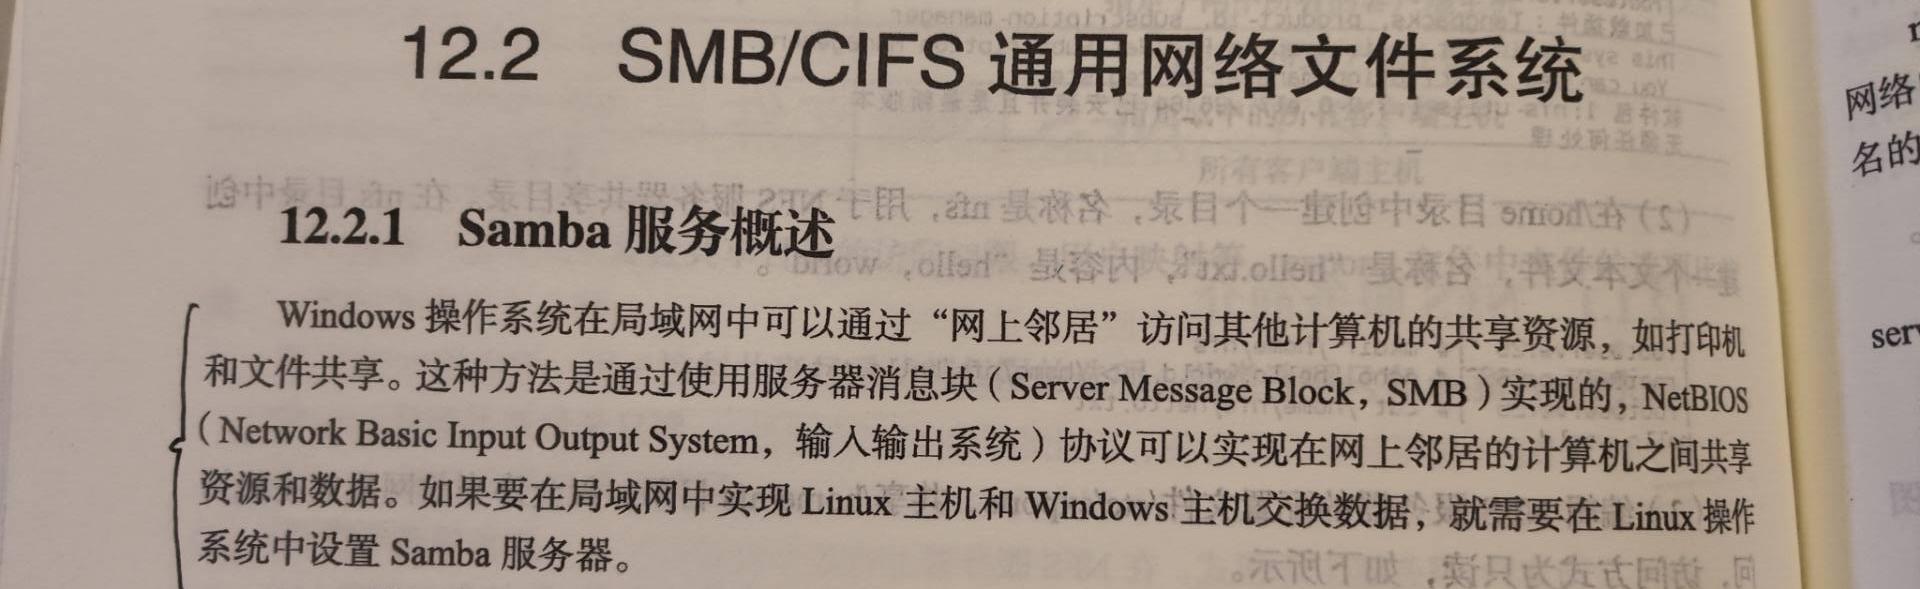 12.2 SMB/CIFS 通用网络文件系统
12.2.1 Samba 服务概述
Windows 操作系统在局域网中可以通过“网上邻居”访问其他计算机的共享资源，如打印机
和文件共享。这种方法是通过使用服务器消息块（Server Message Block，SMB）实现的，NetBIOS
（Network Basic Input Output System，输入输出系统）协议可以实现在网上邻居的计算机之间共享
资源和数据。如果要在局域网中实现 Linux 主机和 Windows 主机交换数据，就需要在 Linux 操作
系统中设置 Samba 服务器。
网络
名的
serv